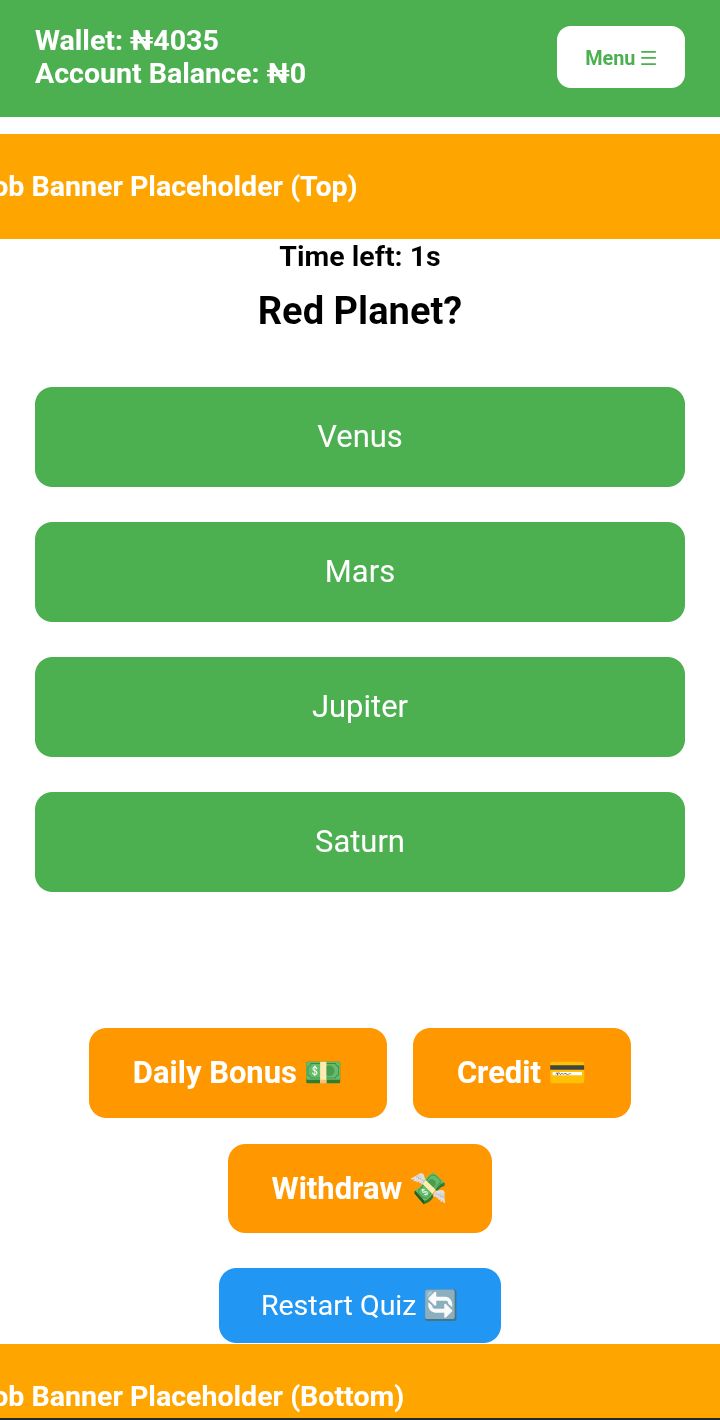 Wallet: ₦4035
Account Balance: ₦0
Menu ☰
ob Banner Placeholder (Top)
Time left: 1s
Red Planet?
Venus
Mars
Jupiter
Saturn
Daily Bonus 💵
Credit 💳
Withdraw 💸
Restart Quiz 🔄
ob Banner Placeholder (Bottom)